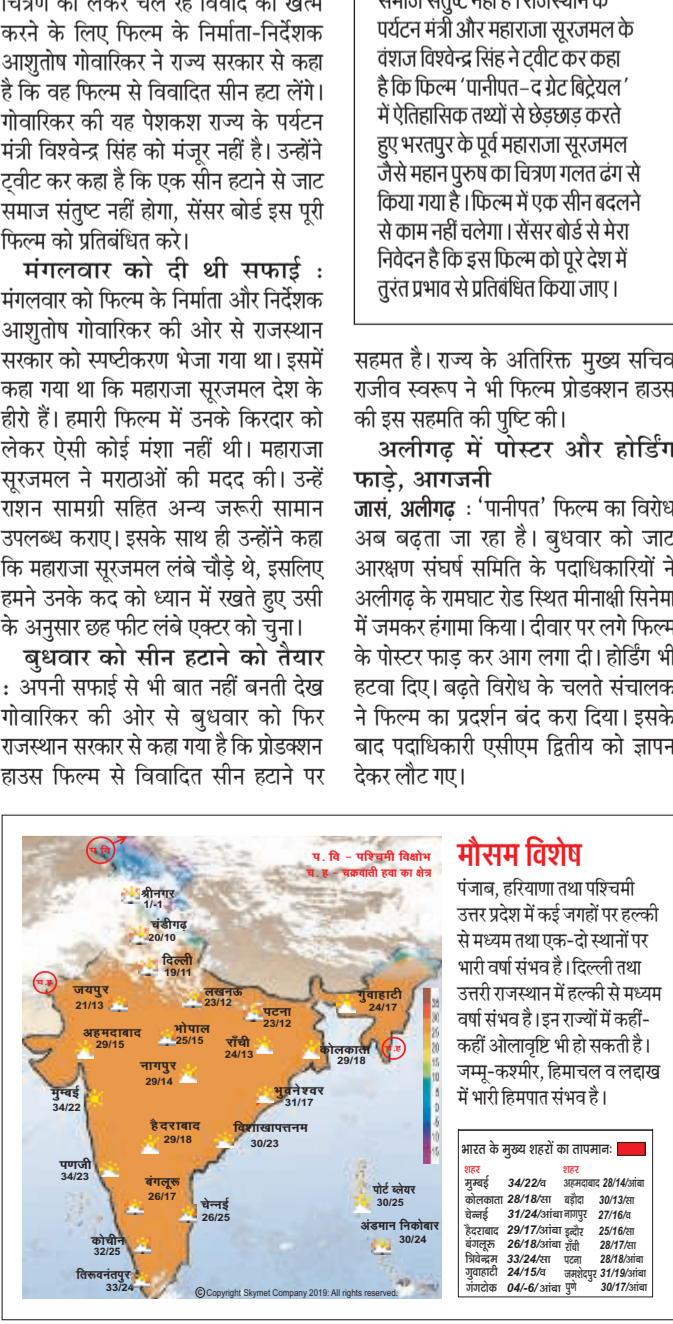 चित्रण को लेकर चल रहे विवाद को खत्म
करने के लिए फिल्म के निर्माता-निर्देशक
आशुतोष गोवारिकर ने राज्य सरकार से कहा
है कि वह फिल्म से विवादित सीन हटा लेंगे।
गोवारिकर की यह पेशकश राज्य के पर्यटन
मंत्री विश्वेन्द्र सिंह को मंजूर नहीं है। उन्होंने
ट्वीट कर कहा है कि एक सीन हटाने से जाट
समाज संतुष्ट नहीं होगा, सेंसर बोर्ड इस पूरी
फिल्म को प्रतिबंधित करे।
मंगलवार को दी थी सफाई :
मंगलवार को फिल्म के निर्माता और निर्देशक
आशुतोष गोवारिकर की ओर से राजस्थान
सरकार को स्पष्टीकरण भेजा गया था। इसमें
कहा गया था कि महाराजा सूरजमल देश के
हीरो हैं। हमारी फिल्म में उनके किरदार को
लेकर ऐसी कोई मंशा नहीं थी। महाराजा
सूरजमल ने मराठाओं की मदद की। उन्हें
राशन सामग्री सहित अन्य जरूरी सामान
उपलब्ध कराए। इसके साथ ही उन्होंने कहा
कि महाराजा सूरजमल लंबे चौड़े थे, इसलिए
हमने उनके कद को ध्यान में रखते हुए उसी
के अनुसार छह फीट लंबे एक्टर को चुना।
बुधवार को सीन हटाने को तैयार
: अपनी सफाई से भी बात नहीं बनती देख
गोवारिकर की ओर से बुधवार को फिर
राजस्थान सरकार से कहा गया है कि प्रोडक्शन
हाउस फिल्म से विवादित सीन हटाने पर
समाज संतुष्ट नहीं है। राजस्थान के
पर्यटन मंत्री और महाराजा सूरजमल के
वंशज विश्वेन्द्र सिंह ने ट्वीट कर कहा
है कि फिल्म 'पानीपत-द ग्रेट बिट्रेयल'
में ऐतिहासिक तथ्यों से छेड़छाड़ करते
हुए भरतपुर के पूर्व महाराजा सूरजमल
जैसे महान पुरुष का चित्रण गलत ढंग से
किया गया है। फिल्म में एक सीन बदलने
से काम नहीं चलेगा। सेंसर बोर्ड से मेरा
निवेदन है कि इस फिल्म को पूरे देश में
तुरंत प्रभाव से प्रतिबंधित किया जाए।
सहमत है। राज्य के अतिरिक्त मुख्य सचिव
राजीव स्वरूप ने भी फिल्म प्रोडक्शन हाउस
की इस सहमति की पुष्टि की।
अलीगढ़ में पोस्टर और होर्डिंग
फाड़े, आगजनी
जासं, अलीगढ़ : 'पानीपत' फिल्म का विरोध
अब बढ़ता जा रहा है। बुधवार को जाट
आरक्षण संघर्ष समिति के पदाधिकारियों ने
अलीगढ़ के रामघाट रोड स्थित मीनाक्षी सिनेमा
में जमकर हंगामा किया। दीवार पर लगे फिल्म
के पोस्टर फाड़ कर आग लगा दी। होर्डिंग भी
हटवा दिए। बढ़ते विरोध के चलते संचालक
ने फिल्म का प्रदर्शन बंद करा दिया। इसके
बाद पदाधिकारी एसीएम द्वितीय को ज्ञापन
देकर लौट गए।
प.वि
प. वि - पश्चिमी विक्षोभ
च. ह - चक्रवाती हवा का क्षेत्र
श्रीनगर
1/-1
चंडीगढ़
20/10
दिल्ली
19/11
च.ह
जयपुर
21/13
लखनऊ
23/12
पटना
23/12
गुवाहाटी
24/17
अहमदाबाद
29/15
भोपाल
25/15
राँची
24/13
कोलकाता
29/18
च.ह
नागपुर
29/14
मुम्बई
34/22
भुवनेश्वर
31/17
हैदराबाद
29/18
विशाखापत्तनम
30/23
पणजी
34/23
बंगलूरू
26/17
चेन्नई
26/25
पोर्ट ब्लेयर
30/25
कोचीन
32/25
अंडमान निकोबार
30/24
तिरूवनंतपुर
33/24
©Copyright Skymet Company 2019: All rights reserved.
मौसम विशेष
पंजाब, हरियाणा तथा पश्चिमी
उत्तर प्रदेश में कई जगहों पर हल्की
से मध्यम तथा एक-दो स्थानों पर
भारी वर्षा संभव है। दिल्ली तथा
उत्तरी राजस्थान में हल्की से मध्यम
वर्षा संभव है। इन राज्यों में कहीं-
कहीं ओलावृष्टि भी हो सकती है।
जम्मू-कश्मीर, हिमाचल व लद्दाख
में भारी हिमपात संभव है।
भारत के मुख्य शहरों का तापमानः
शहर शहर
मुम्बई 34/22/व अहमदाबाद 28/14/आंबा
कोलकाता 28/18/सा बड़ौदा 30/13/सा
चेन्नई 31/24/आंबा नागपुर 27/16/व
हैदराबाद 29/17/आंबा इन्दौर 25/16/सा
बंगलूरू 26/18/आंबा राँची 28/17/सा
त्रिवेन्द्रम 33/24/सा पटना 28/18/आंबा
गुवाहाटी 24/15/व जमशेदपुर 31/19/आंबा
गंगटोक 04/-6/ आंबा पुणे 30/17/आंबा